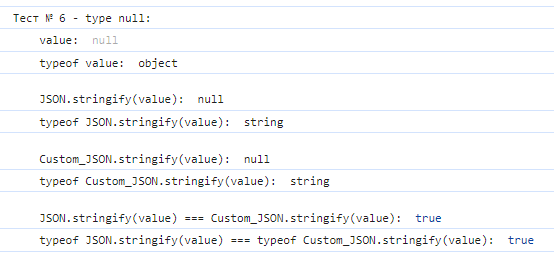 Тест № 6 - type null:
value: null
typeof value: object
JSON.stringify(value): null
typeof JSON.stringify(value): string
Custom_JSON.stringify(value): null
typeof Custom_JSON.stringify(value): string
JSON.stringify(value) === Custom_JSON.stringify(value): true
typeof JSON.stringify(value) === typeof Custom_JSON.stringify(value): true